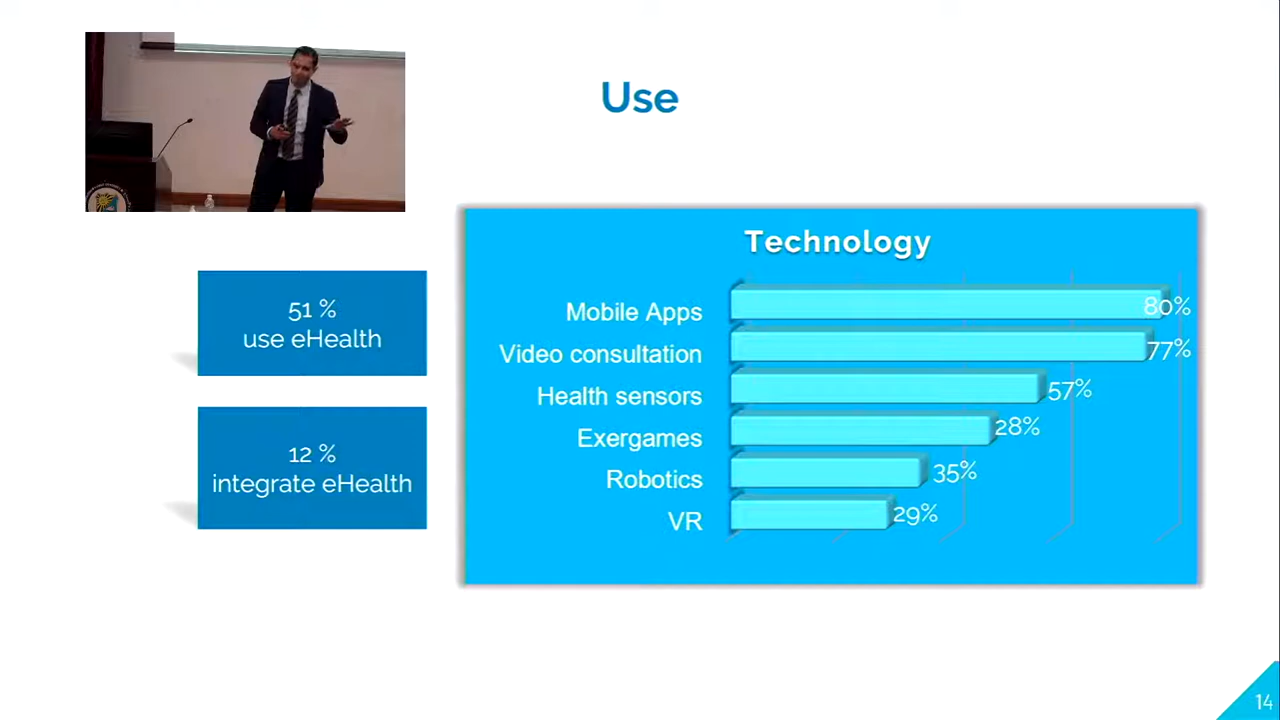 Use
51 %
use eHealth
12 %
integrate eHealth
Technology
Mobile Apps 80%
Video consultation 77%
Health sensors 57%
Exergames 28%
Robotics 35%
VR 29%
14